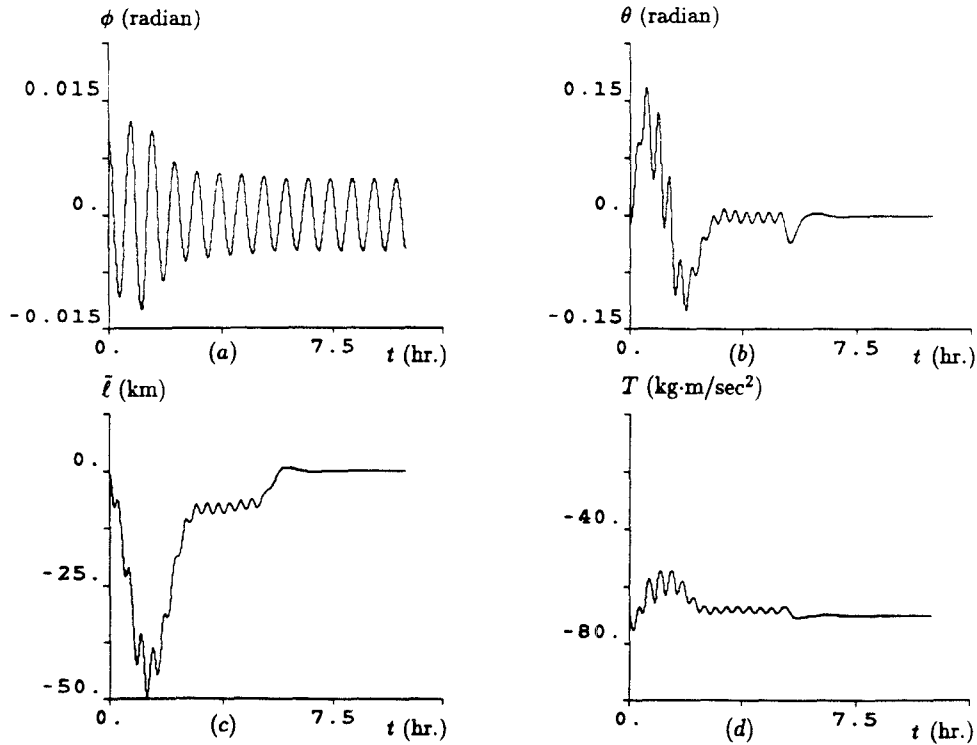 ϕ (radian)
0.015
0.
-0.015
0.
7.5
(a)
t (hr.)
θ (radian)
0.15
0.
-0.15
0.
7.5
(b)
t (hr.)
ℓ̃ (km)
0.
-25.
-50.
0.
7.5
(c)
t (hr.)
T (kg·m/sec²)
-40.
-80.
0.
7.5
(d)
t (hr.)